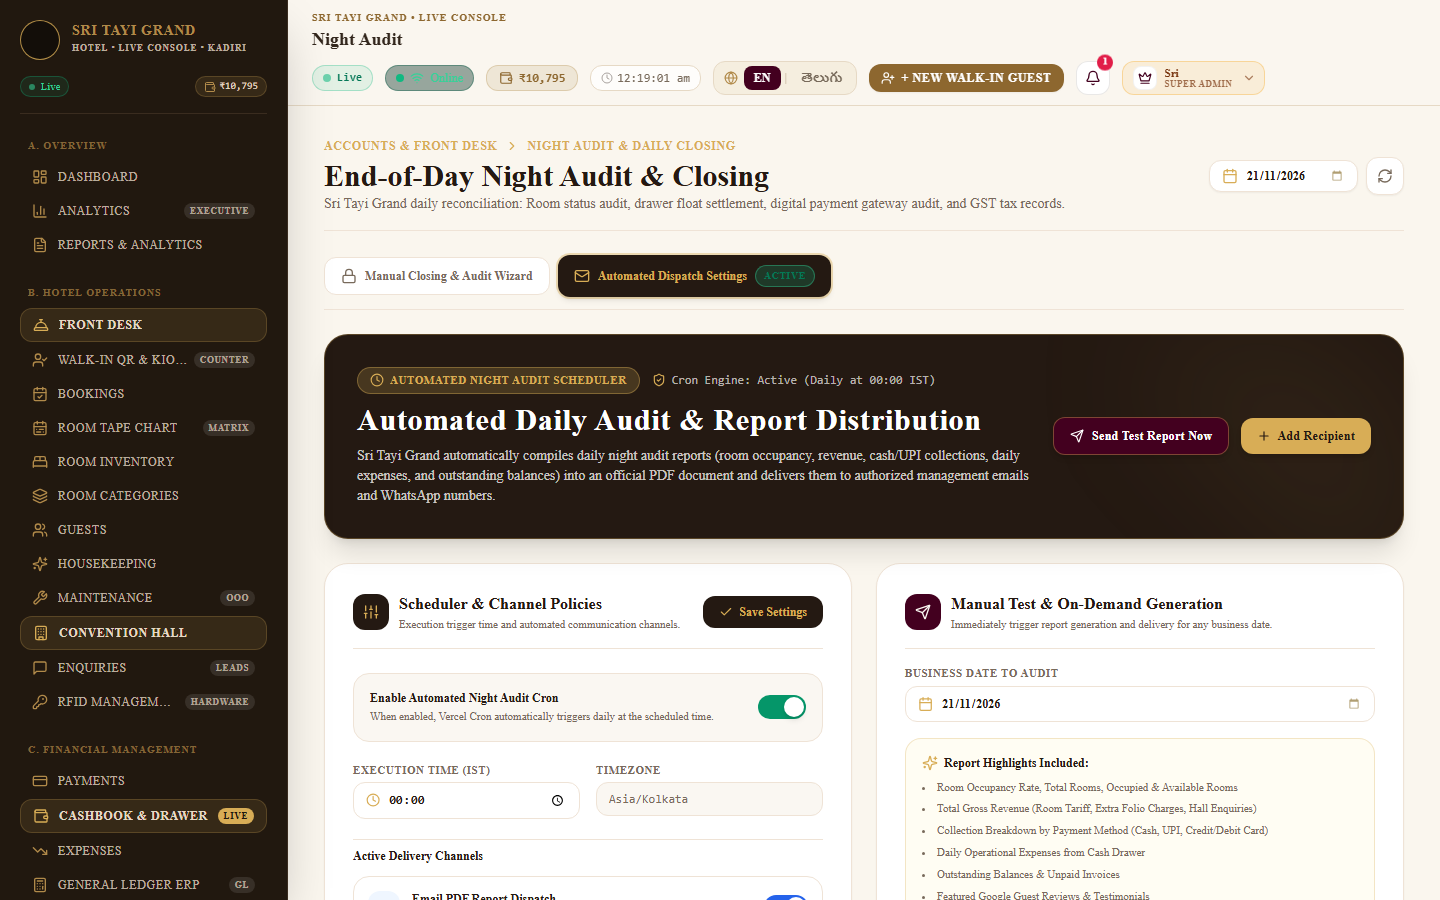 SRI TAYI GRAND
HOTEL • LIVE CONSOLE • KADIRI
Live
₹10,795
A. OVERVIEW
DASHBOARD
ANALYTICS
EXECUTIVE
REPORTS & ANALYTICS
B. HOTEL OPERATIONS
FRONT DESK
WALK-IN QR & KIO...
COUNTER
BOOKINGS
ROOM TAPE CHART
MATRIX
ROOM INVENTORY
ROOM CATEGORIES
GUESTS
HOUSEKEEPING
MAINTENANCE
OOO
CONVENTION HALL
ENQUIRIES
LEADS
RFID MANAGEM...
HARDWARE
C. FINANCIAL MANAGEMENT
PAYMENTS
CASHBOOK & DRAWER
LIVE
EXPENSES
GENERAL LEDGER ERP
GL
SRI TAYI GRAND • LIVE CONSOLE
Night Audit
Live
₹10,795
12:19:01 am
EN
తెలుగు
+ NEW WALK-IN GUEST
1
Sri
SUPER ADMIN
ACCOUNTS & FRONT DESK
NIGHT AUDIT & DAILY CLOSING
End-of-Day Night Audit & Closing
Sri Tayi Grand daily reconciliation: Room status audit, drawer float settlement, digital payment gateway audit, and GST tax records.
21/11/2026
Manual Closing & Audit Wizard
Automated Dispatch Settings
ACTIVE
AUTOMATED NIGHT AUDIT SCHEDULER
Cron Engine: Active (Daily at 00:00 IST)
Automated Daily Audit & Report Distribution
Sri Tayi Grand automatically compiles daily night audit reports (room occupancy, revenue, cash/UPI collections, daily
expenses, and outstanding balances) into an official PDF document and delivers them to authorized management emails
and WhatsApp numbers.
Send Test Report Now
Add Recipient
Scheduler & Channel Policies
Execution trigger time and automated communication channels.
Save Settings
Enable Automated Night Audit Cron
When enabled, Vercel Cron automatically triggers daily at the scheduled time.
EXECUTION TIME (IST)
TIMEZONE
00:00
Asia/Kolkata
Active Delivery Channels
Email PDF Report Dispatch
Manual Test & On-Demand Generation
Immediately trigger report generation and delivery for any business date.
BUSINESS DATE TO AUDIT
21/11/2026
Report Highlights Included:
• Room Occupancy Rate, Total Rooms, Occupied & Available Rooms
• Total Gross Revenue (Room Tariff, Extra Folio Charges, Hall Enquiries)
• Collection Breakdown by Payment Method (Cash, UPI, Credit/Debit Card)
• Daily Operational Expenses from Cash Drawer
• Outstanding Balances & Unpaid Invoices
• Featured Google Guest Reviews & Testimonials